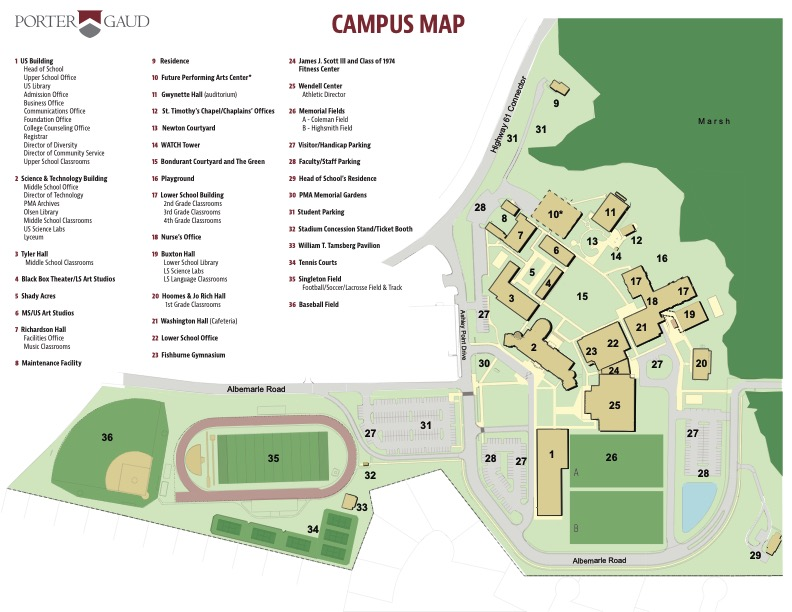 PORTER GAUD
CAMPUS MAP
1 US Building
Head of School
Upper School Office
US Library
Admission Office
Business Office
Communications Office
Foundation Office
College Counseling Office
Registrar
Director of Diversity
Director of Community Service
Upper School Classrooms
2 Science & Technology Building
Middle School Office
Director of Technology
PMA Archives
Olsen Library
Middle School Classrooms
US Science Labs
Lyceum
3 Tyler Hall
Middle School Classrooms
4 Black Box Theater/LS Art Studios
5 Shady Acres
6 MS/US Art Studios
7 Richardson Hall
Facilities Office
Music Classrooms
8 Maintenance Facility
9 Residence
10 Future Performing Arts Center*
11 Gwynette Hall (auditorium)
12 St. Timothy's Chapel/Chaplains' Offices
13 Newton Courtyard
14 WATCH Tower
15 Bondurant Courtyard and The Green
16 Playground
17 Lower School Building
2nd Grade Classrooms
3rd Grade Classrooms
4th Grade Classrooms
18 Nurse's Office
19 Buxton Hall
Lower School Library
LS Science Labs
LS Language Classrooms
20 Hoomes & Jo Rich Hall
1st Grade Classrooms
21 Washington Hall (Cafeteria)
22 Lower School Office
23 Fishburne Gymnasium
24 James J. Scott III and Class of 1974
Fitness Center
25 Wendell Center
Athletic Director
26 Memorial Fields
A - Coleman Field
B - Highsmith Field
27 Visitor/Handicap Parking
28 Faculty/Staff Parking
29 Head of School's Residence
30 PMA Memorial Gardens
31 Student Parking
32 Stadium Concession Stand/Ticket Booth
33 William T. Tamsberg Pavilion
34 Tennis Courts
35 Singleton Field
Football/Soccer/Lacrosse Field & Track
36 Baseball Field
Highway 61 Connector
9
31
31
Marsh
28
8
10*
11
7
6
13
12
14
16
5
4
3
15
17
17
18
19
21
27
Ashley Point Drive
2
23
22
24
27
20
30
25
Albemarle Road
36
35
27
31
32
33
34
28
27
1
26
A
B
27
28
29
Albemarle Road